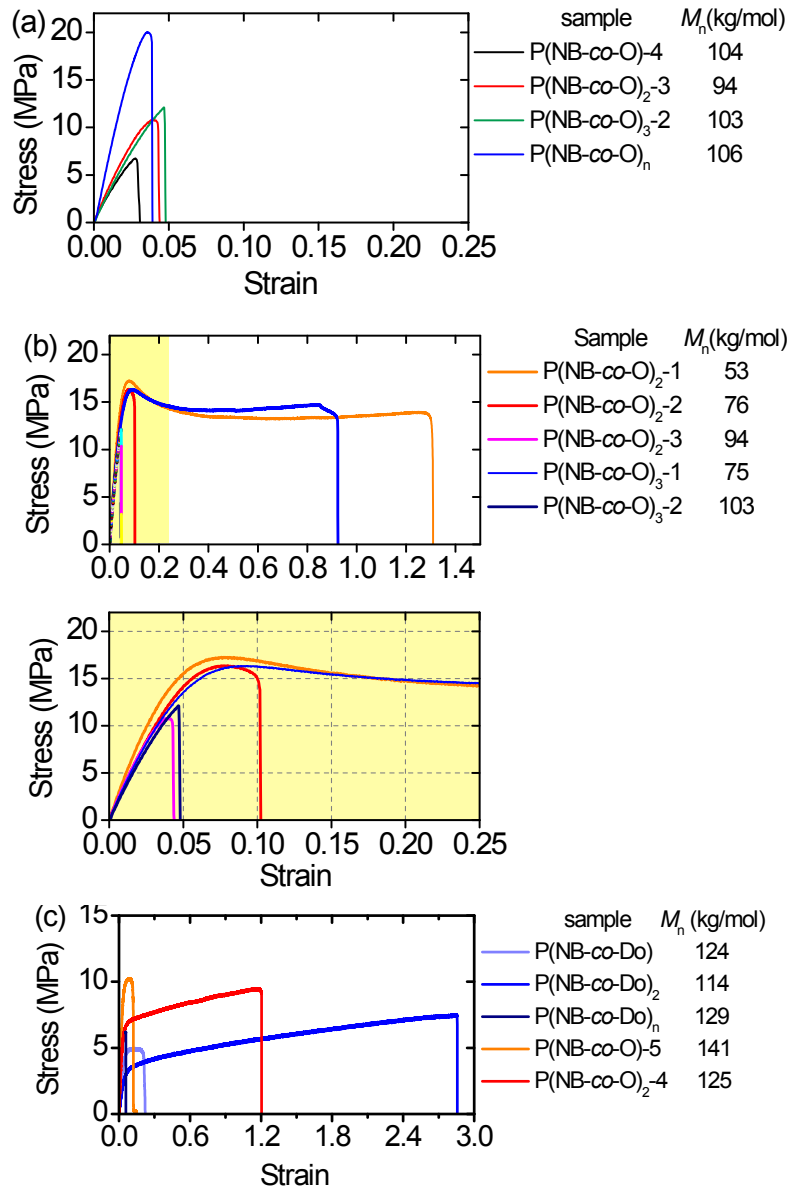 (a)
sample Mn(kg/mol)
P(NB-co-O)-4 104
P(NB-co-O)2-3 94
P(NB-co-O)3-2 103
P(NB-co-O)n 106
Stress (MPa)
20
15
10
5
0
0.00 0.05 0.10 0.15 0.20 0.25
Strain
(b)
Sample Mn(kg/mol)
P(NB-co-O)2-1 53
P(NB-co-O)2-2 76
P(NB-co-O)2-3 94
P(NB-co-O)3-1 75
P(NB-co-O)3-2 103
Stress (MPa)
20
15
10
5
0
0.0 0.2 0.4 0.6 0.8 1.0 1.2 1.4
Stress (MPa)
20
15
10
5
0
0.00 0.05 0.10 0.15 0.20 0.25
Strain
(c)
sample Mn (kg/mol)
P(NB-co-Do) 124
P(NB-co-Do)2 114
P(NB-co-Do)n 129
P(NB-co-O)-5 141
P(NB-co-O)2-4 125
Stress (MPa)
15
10
5
0
0.0 0.6 1.2 1.8 2.4 3.0
Strain